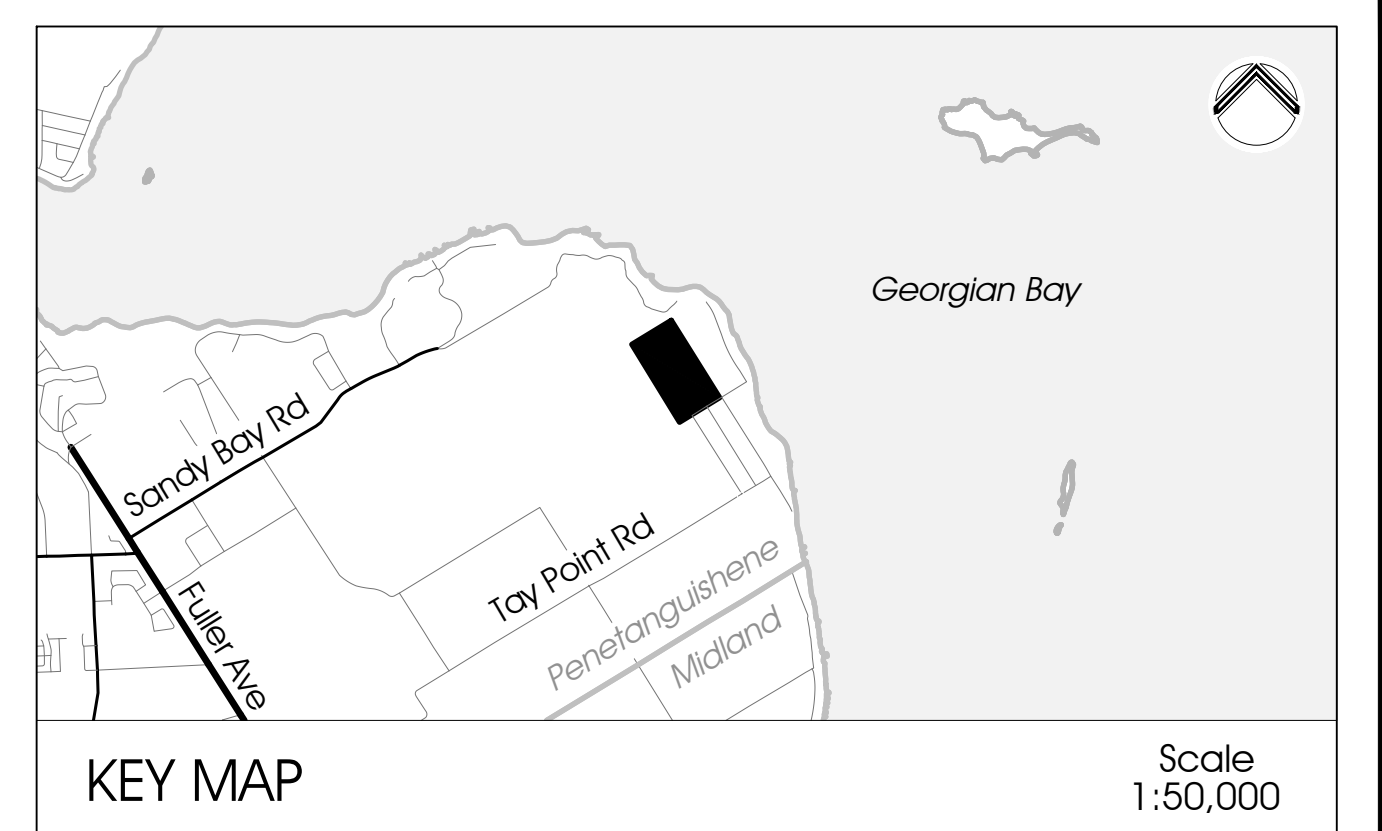 Georgian Bay
Sandy Bay Rd
Tay Point Rd
Penetanguishene
Midland
Fuller Ave
KEY MAP
Scale
1:50,000